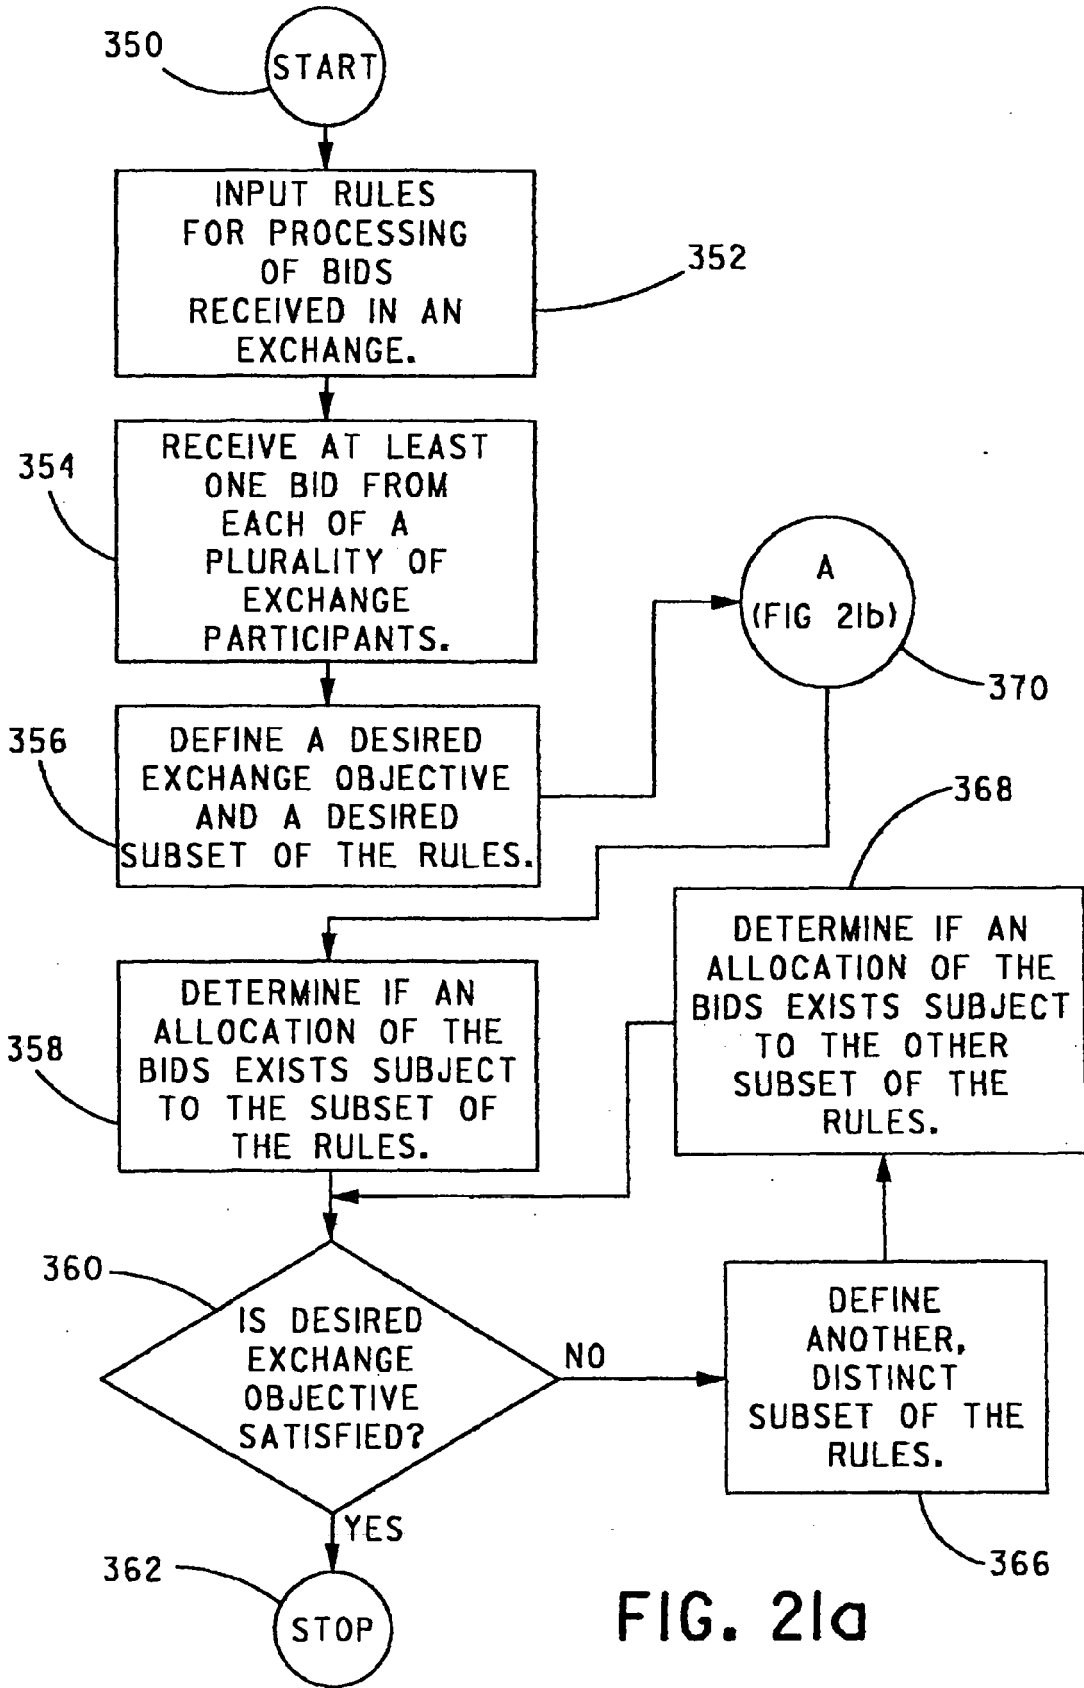 350
START
INPUT RULES
FOR PROCESSING
OF BIDS
RECEIVED IN AN
EXCHANGE.
352
354
RECEIVE AT LEAST
ONE BID FROM
EACH OF A
PLURALITY OF
EXCHANGE
PARTICIPANTS.
A
(FIG 21b)
370
356
DEFINE A DESIRED
EXCHANGE OBJECTIVE
AND A DESIRED
SUBSET OF THE RULES.
368
DETERMINE IF AN
ALLOCATION OF THE
BIDS EXISTS SUBJECT
TO THE OTHER
SUBSET OF THE
RULES.
358
DETERMINE IF AN
ALLOCATION OF THE
BIDS EXISTS SUBJECT
TO THE SUBSET OF
THE RULES.
360
IS DESIRED
EXCHANGE
OBJECTIVE
SATISFIED?
NO
DEFINE
ANOTHER,
DISTINCT
SUBSET OF THE
RULES.
366
YES
362
STOP
FIG. 21a